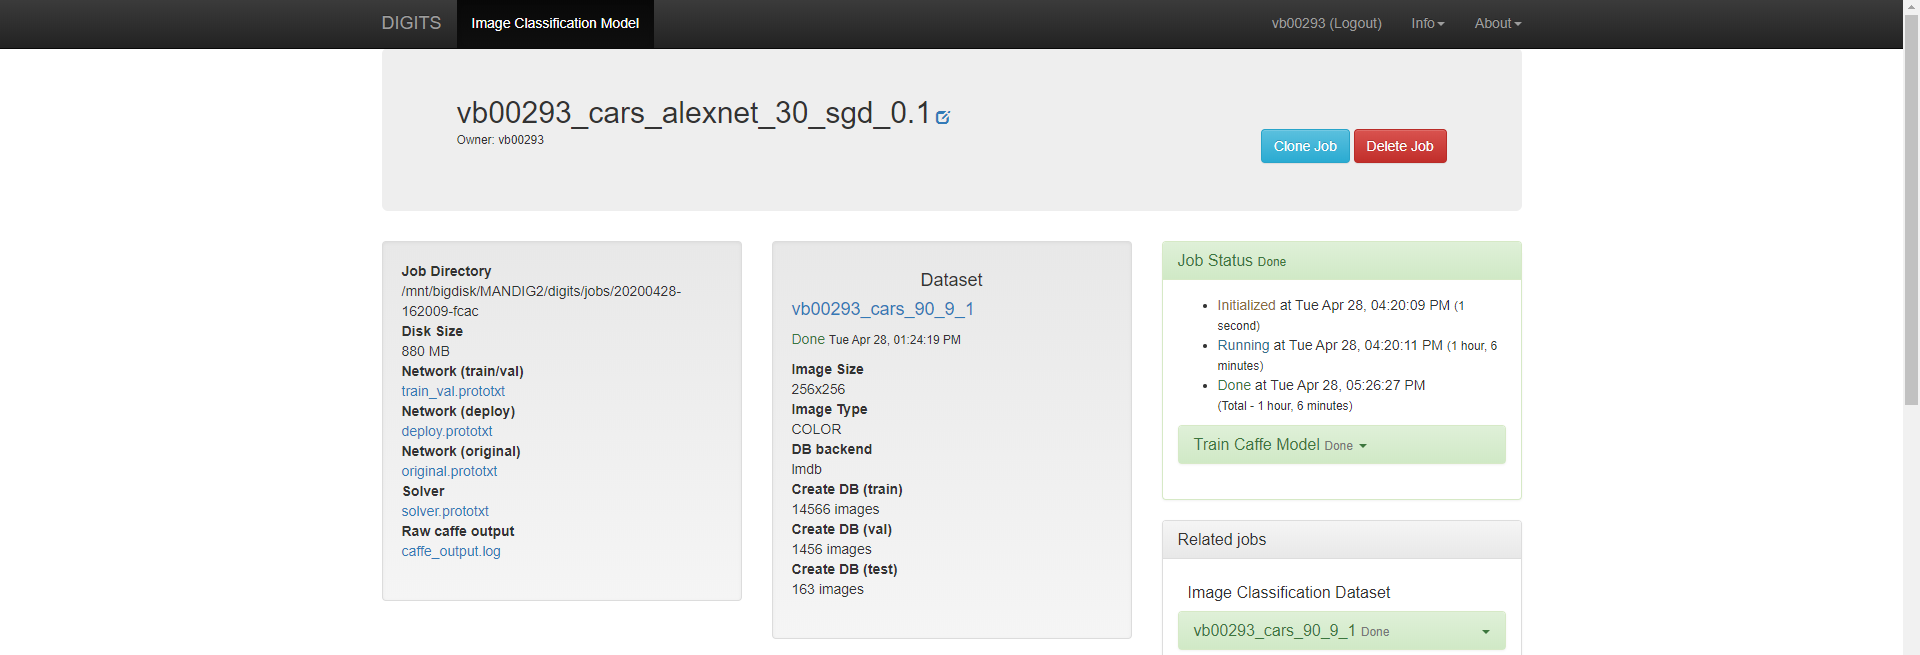 DIGITS
Image Classification Model
vb00293 (Logout)
Info
About
vb00293_cars_alexnet_30_sgd_0.1
Owner: vb00293
Clone Job
Delete Job
Job Directory
/mnt/bigdisk/MANDIG2/digits/jobs/20200428-
162009-fcac
Disk Size
880 MB
Network (train/val)
train_val.prototxt
Network (deploy)
deploy.prototxt
Network (original)
original.prototxt
Solver
solver.prototxt
Raw caffe output
caffe_output.log
Dataset
vb00293_cars_90_9_1
Done Tue Apr 28, 01:24:19 PM
Image Size
256x256
Image Type
COLOR
DB backend
lmdb
Create DB (train)
14566 images
Create DB (val)
1456 images
Create DB (test)
163 images
Job Status Done
Initialized at Tue Apr 28, 04:20:09 PM (1
second)
Running at Tue Apr 28, 04:20:11 PM (1 hour, 6
minutes)
Done at Tue Apr 28, 05:26:27 PM
(Total - 1 hour, 6 minutes)
Train Caffe Model Done
Related jobs
Image Classification Dataset
vb00293_cars_90_9_1 Done